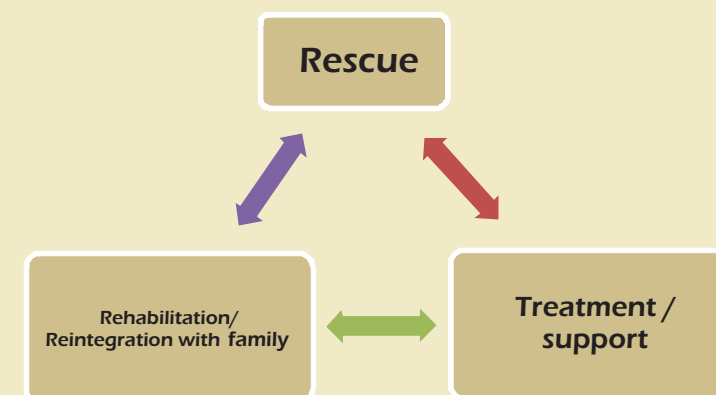 Rescue
Rehabilitation/
Reintegration with family
Treatment /
support